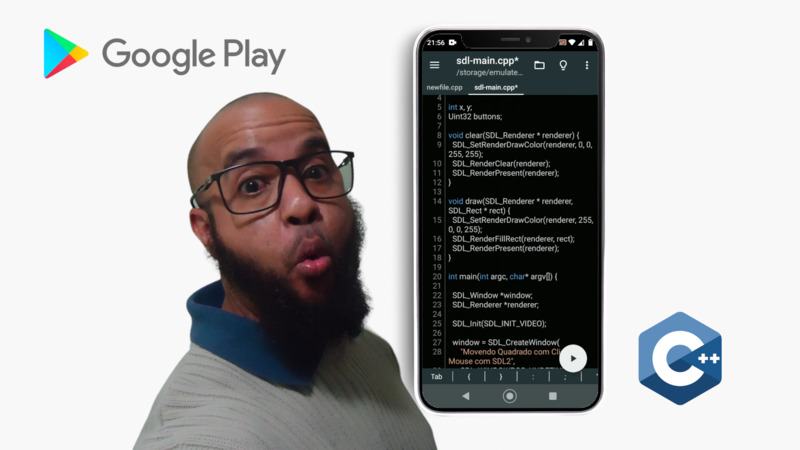 Google Play
21:56
sdl-main.cpp*
/storage/emulate...
newfile.cpp sdl-main.cpp*
4
5 int x, y;
6 Uint32 buttons;
7
8 void clear(SDL_Renderer * renderer) {
9 SDL_SetRenderDrawColor(renderer, 0, 0,
255, 255);
10 SDL_RenderClear(renderer);
11 SDL_RenderPresent(renderer);
12 }
13
14 void draw(SDL_Renderer * renderer,
SDL_Rect * rect) {
15 SDL_SetRenderDrawColor(renderer, 255,
0, 0, 255);
16 SDL_RenderFillRect(renderer, rect);
17 SDL_RenderPresent(renderer);
18 }
19
20 int main(int argc, char* argv[]) {
21
22 SDL_Window *window;
23 SDL_Renderer *renderer;
24
25 SDL_Init(SDL_INIT_VIDEO);
26
27 window = SDL_CreateWindow(
28 "Movendo Quadrado com Cli
Mouse com SDL2",
Tab { } : ; "
C++